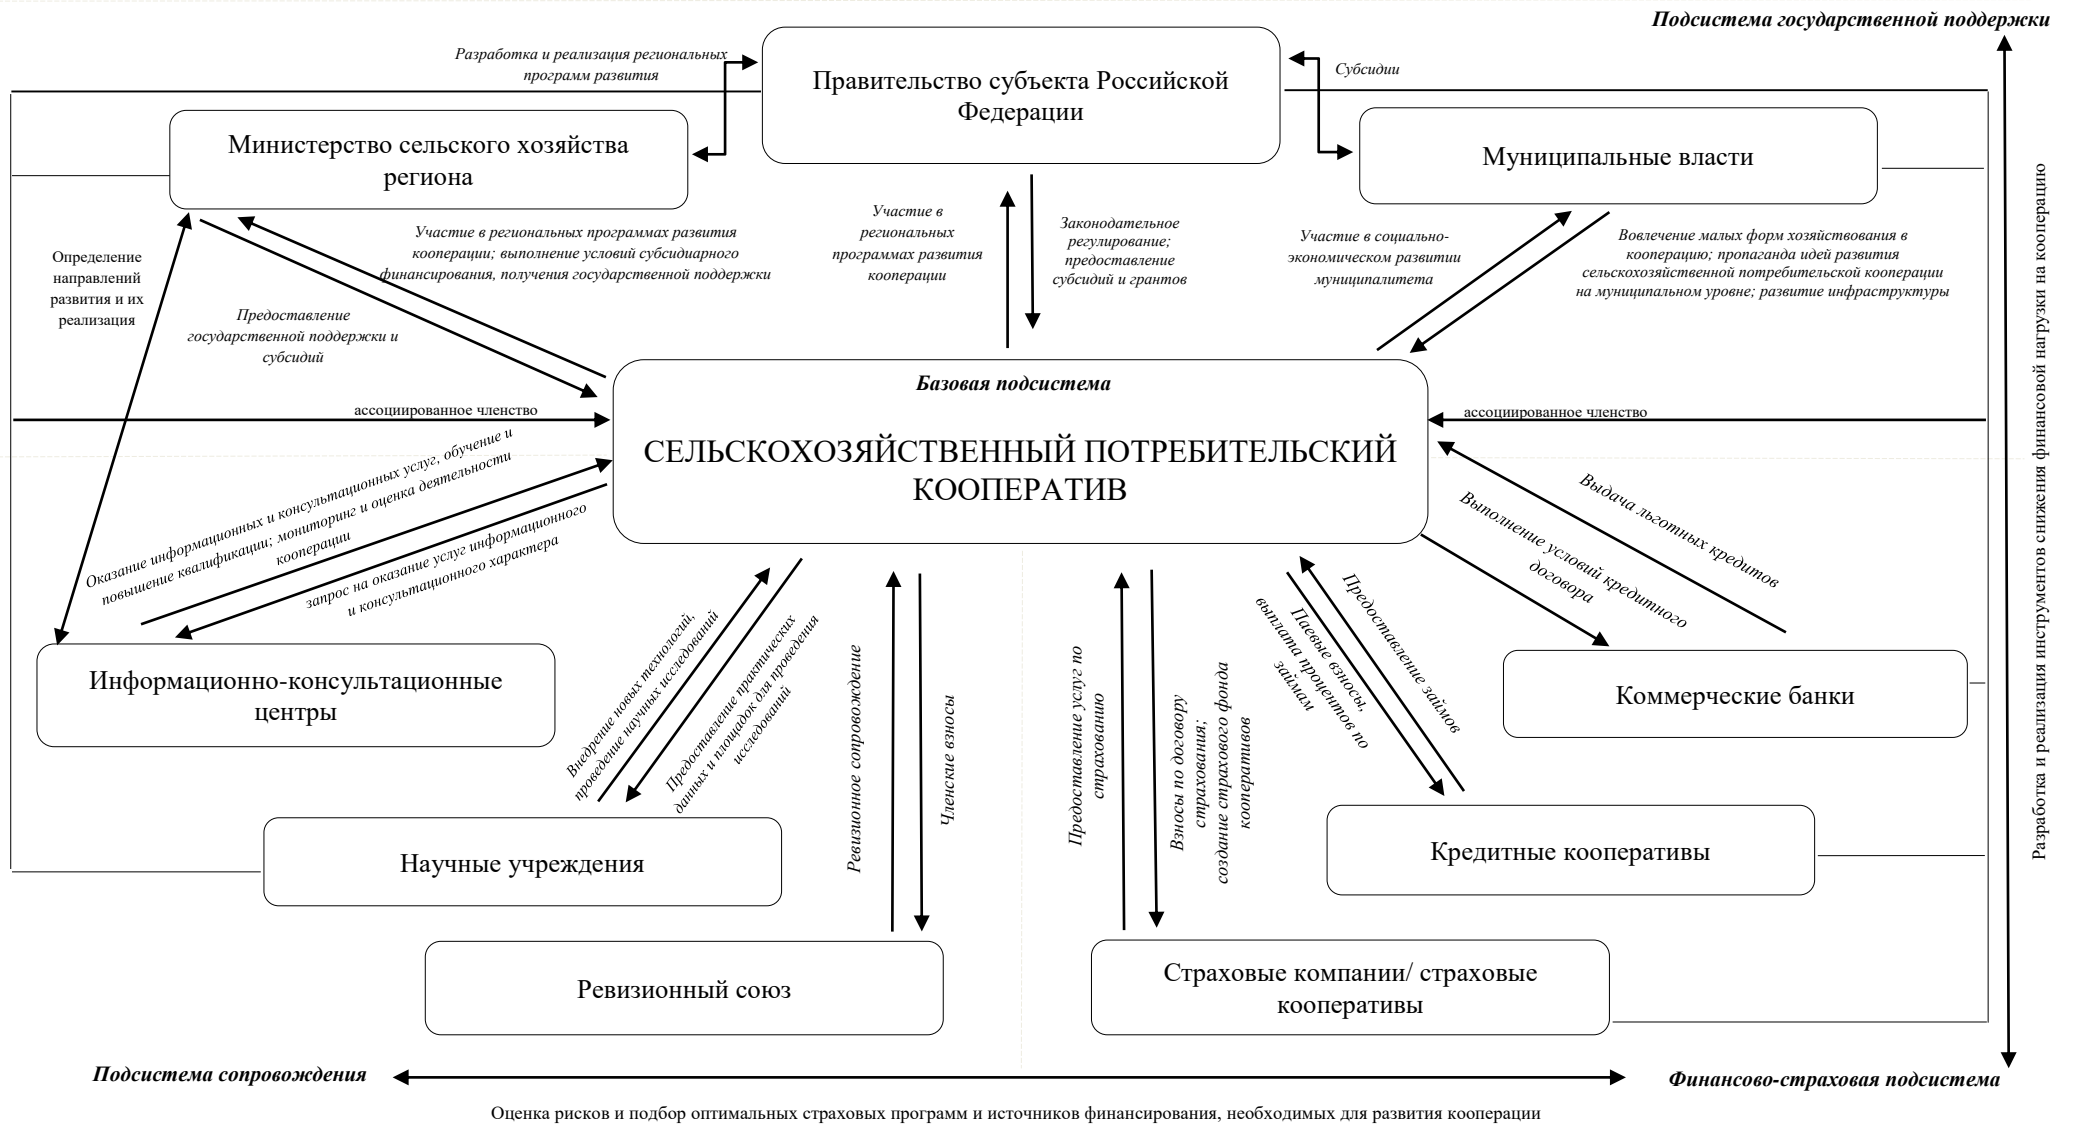 Подсистема государственной поддержки
Разработка и реализация региональных
программ развития
Правительство субъекта Российской
Федерации
Субсидии
Министерство сельского хозяйства
региона
Муниципальные власти
Определение
направлений
развития и их
реализация
Участие в региональных программах развития
кооперации; выполнение условий субсидиарного
финансирования, получения государственной поддержки
Предоставление
государственной поддержки и
субсидий
Участие в
региональных
программах развития
кооперации
Законодательное
регулирование;
предоставление
субсидий и грантов
Участие в социально-
экономическом развитии
муниципалитета
Вовлечение малых форм хозяйствования в
кооперацию; пропаганда идей развития
сельскохозяйственной потребительской кооперации
на муниципальном уровне; развитие инфраструктуры
Разработка и реализация инструментов снижения финансовой нагрузки на кооперацию
Базовая подсистема
СЕЛЬСКОХОЗЯЙСТВЕННЫЙ ПОТРЕБИТЕЛЬСКИЙ
КООПЕРАТИВ
ассоциированное членство
ассоциированное членство
Оказание информационных и консультационных услуг, обучение и
повышение квалификации; мониторинг и оценка деятельности
кооперации
запрос на оказание услуг информационного
и консультационного характера
Выдача льготных кредитов
Выполнение условий кредитного
договора
Внедрение новых технологий,
проведение научных исследований
Предоставление практических
данных и площадок для проведения
исследований
Ревизионное сопровождение
Членские взносы
Предоставление услуг по
страхованию
Взносы по договору
страхования;
создание страхового фонда
кооперативов
Предоставление займов
Паевые взносы,
выплата процентов по
займам
Информационно-консультационные
центры
Коммерческие банки
Научные учреждения
Кредитные кооперативы
Ревизионный союз
Страховые компании/ страховые
кооперативы
Подсистема сопровождения
Финансово-страховая подсистема
Оценка рисков и подбор оптимальных страховых программ и источников финансирования, необходимых для развития кооперации